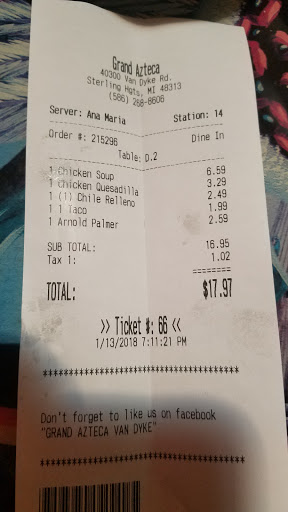 Grand Azteca
40300 Van Dyke Rd.
Sterling Hgts, MI 48313
(586) 268-8606
Server: Ana Maria Station: 14
Order #: 215296 Dine In
Table: D.2
1 Chicken Soup 6.59
1 Chicken Quesadilla 3.29
1 (1) Chile Relleno 2.49
1 1 Taco 1.99
1 Arnold Palmer 2.59
SUB TOTAL: 16.95
Tax 1: 1.02
========
TOTAL: $17.97
>> Ticket #: 66 <<
1/13/2018 7:11:21 PM
****************************************
Don't forget to like us on facebook
"GRAND AZTECA VAN DYKE"
****************************************